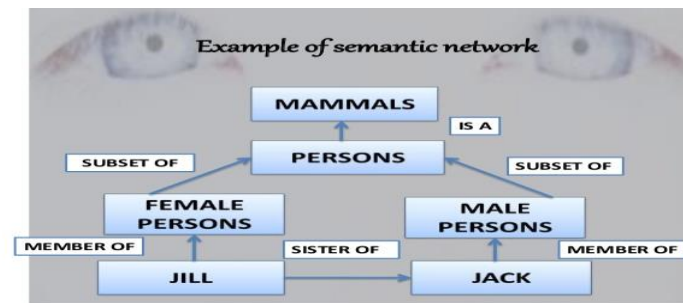 Example of semantic network
MAMMALS
IS A
PERSONS
SUBSET OF
SUBSET OF
FEMALE
PERSONS
MALE
PERSONS
MEMBER OF
SISTER OF
MEMBER OF
JILL
JACK